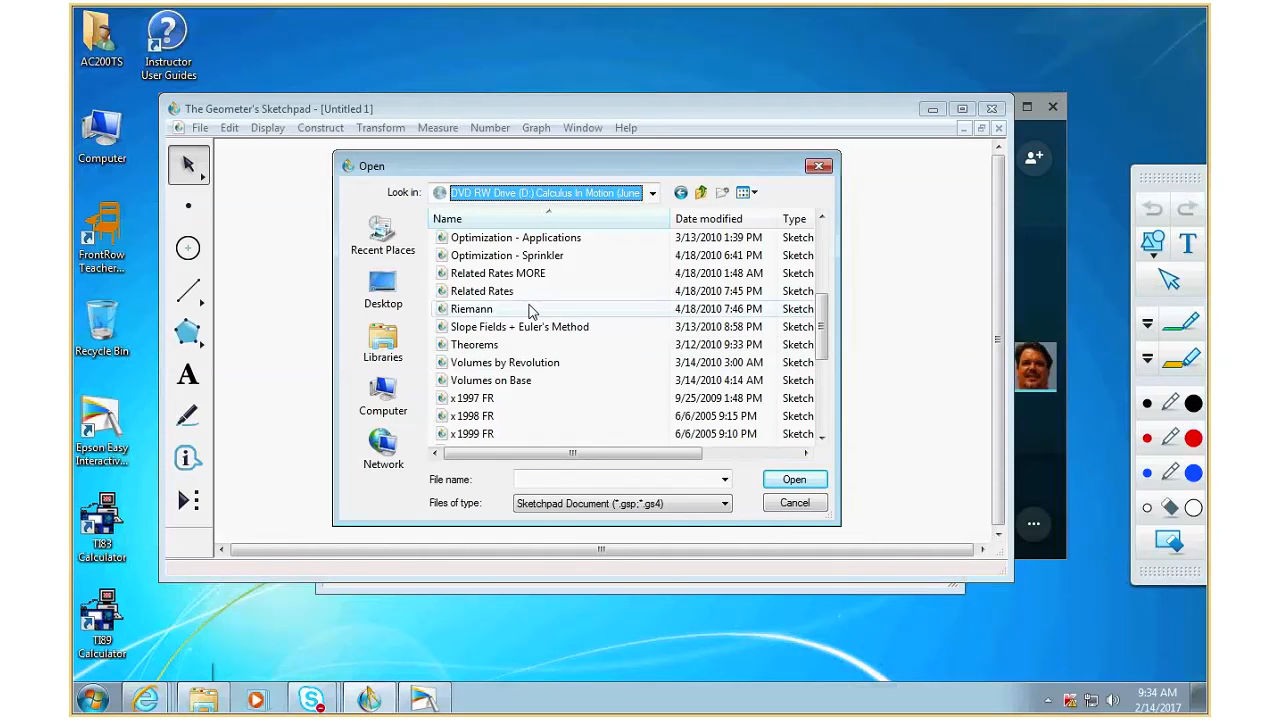 AC200TS
Instructor
User Guides
Computer
FrontRow
Teacher...
Recycle Bin
Epson Easy
Interactiv...
TI83
Calculator
TI89
Calculator
The Geometer's Sketchpad - [Untitled 1]
File Edit Display Construct Transform Measure Number Graph Window Help
Open
Look in: DVD RW Drive (D:) Calculus In Motion (June
Name Date modified Type
Optimization - Applications 3/13/2010 1:39 PM Sketch
Optimization - Sprinkler 4/18/2010 6:41 PM Sketch
Related Rates MORE 4/18/2010 1:48 AM Sketch
Related Rates 4/18/2010 7:45 PM Sketch
Riemann 4/18/2010 7:46 PM Sketch
Slope Fields + Euler's Method 3/13/2010 8:58 PM Sketch
Theorems 3/12/2010 9:33 PM Sketch
Volumes by Revolution 3/14/2010 3:00 AM Sketch
Volumes on Base 3/14/2010 4:14 AM Sketch
x 1997 FR 9/25/2009 1:48 PM Sketch
x 1998 FR 6/6/2005 9:15 PM Sketch
x 1999 FR 6/6/2005 9:10 PM Sketch
Recent Places
Desktop
Libraries
Computer
Network
File name: Open
Files of type: Sketchpad Document (*.gsp;*.gs4) Cancel
A
T
9:34 AM
2/14/2017